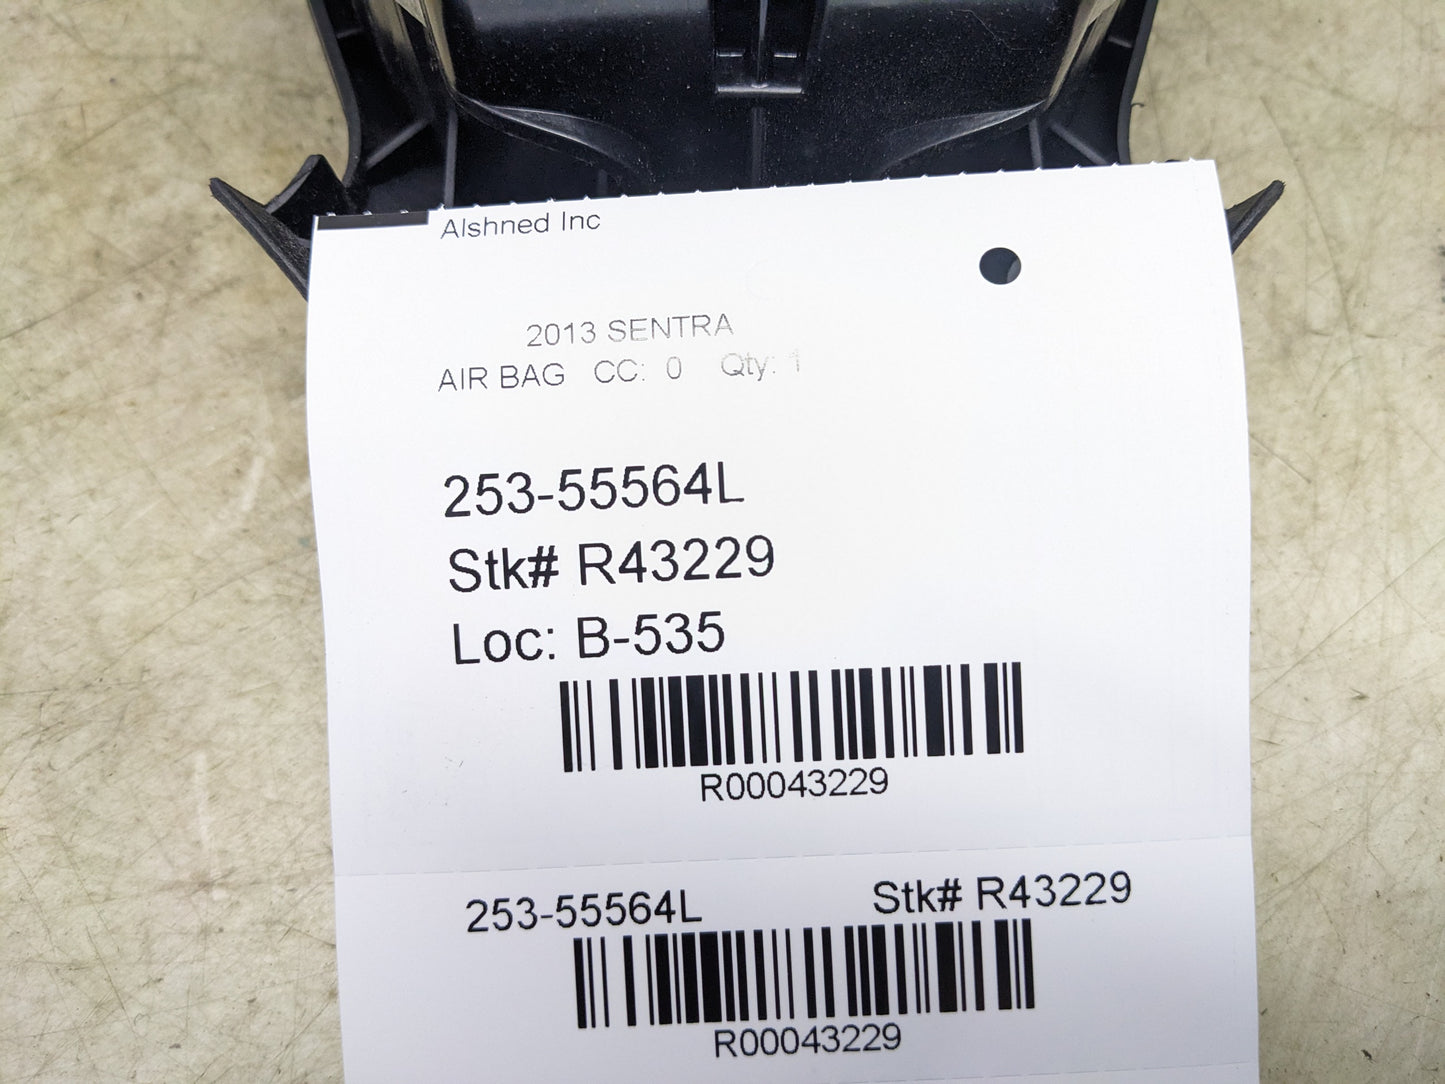 Alshned Inc
2013 SENTRA
AIR BAG CC: 0 Qty: 1
253-55564L
Stk# R43229
Loc: B-535
R00043229
253-55564L Stk# R43229
R00043229